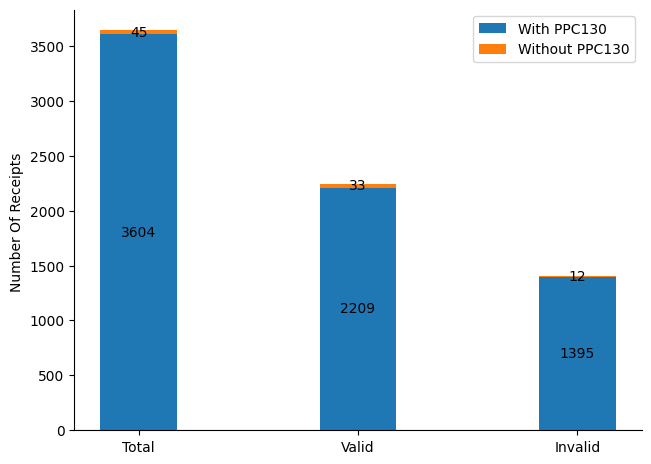 With PPC130
Without PPC130
Number Of Receipts
3500
3000
2500
2000
1500
1000
500
0
45
3604
33
2209
12
1395
Total
Valid
Invalid